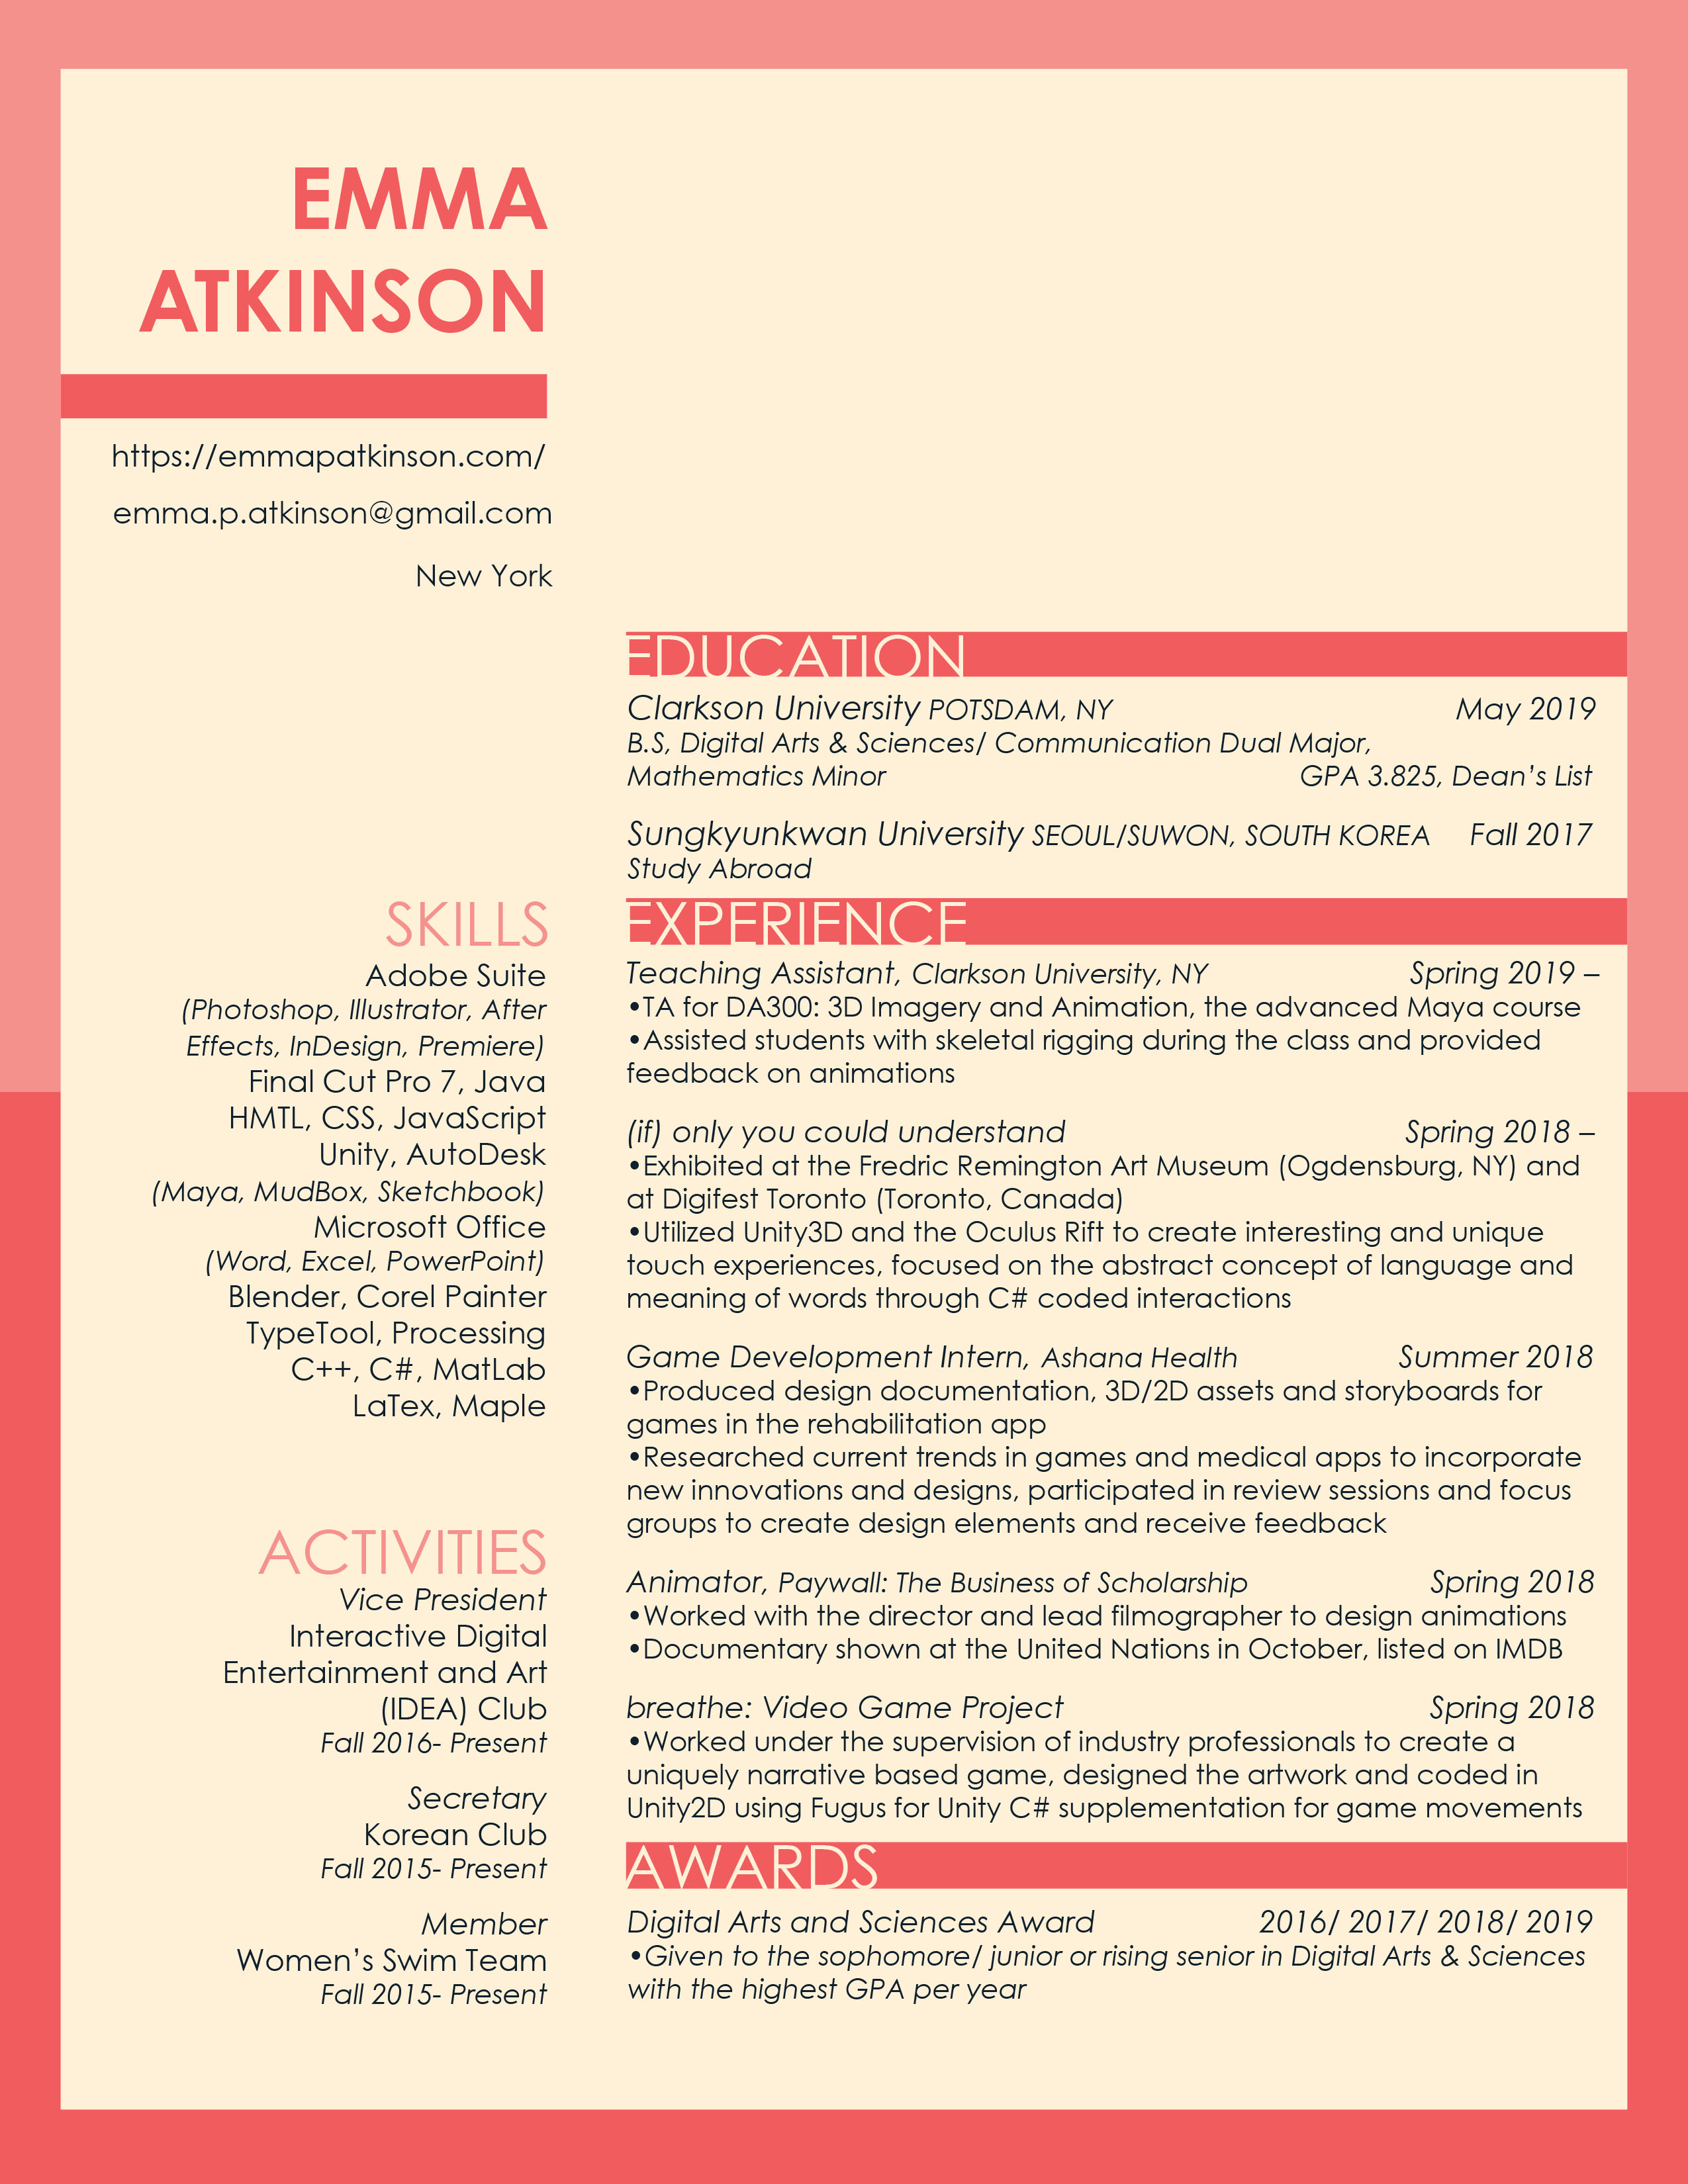 EMMA
ATKINSON
https://emmapatkinson.com/
emma.p.atkinson@gmail.com
New York
SKILLS
Adobe Suite
(Photoshop, Illustrator, After
Effects, InDesign, Premiere)
Final Cut Pro 7, Java
HMTL, CSS, JavaScript
Unity, AutoDesk
(Maya, MudBox, Sketchbook)
Microsoft Office
(Word, Excel, PowerPoint)
Blender, Corel Painter
TypeTool, Processing
C++, C#, MatLab
LaTex, Maple
ACTIVITIES
Vice President
Interactive Digital
Entertainment and Art
(IDEA) Club
Fall 2016- Present
Secretary
Korean Club
Fall 2015- Present
Member
Women's Swim Team
Fall 2015- Present
EDUCATION
Clarkson University POTSDAM, NY May 2019
B.S, Digital Arts & Sciences/ Communication Dual Major,
Mathematics Minor GPA 3.825, Dean's List
Sungkyunkwan University SEOUL/SUWON, SOUTH KOREA Fall 2017
Study Abroad
EXPERIENCE
Teaching Assistant, Clarkson University, NY Spring 2019 –
•TA for DA300: 3D Imagery and Animation, the advanced Maya course
•Assisted students with skeletal rigging during the class and provided
feedback on animations
(if) only you could understand Spring 2018 –
•Exhibited at the Fredric Remington Art Museum (Ogdensburg, NY) and
at Digifest Toronto (Toronto, Canada)
•Utilized Unity3D and the Oculus Rift to create interesting and unique
touch experiences, focused on the abstract concept of language and
meaning of words through C# coded interactions
Game Development Intern, Ashana Health Summer 2018
•Produced design documentation, 3D/2D assets and storyboards for
games in the rehabilitation app
•Researched current trends in games and medical apps to incorporate
new innovations and designs, participated in review sessions and focus
groups to create design elements and receive feedback
Animator, Paywall: The Business of Scholarship Spring 2018
•Worked with the director and lead filmographer to design animations
•Documentary shown at the United Nations in October, listed on IMDB
breathe: Video Game Project Spring 2018
•Worked under the supervision of industry professionals to create a
uniquely narrative based game, designed the artwork and coded in
Unity2D using Fugus for Unity C# supplementation for game movements
AWARDS
Digital Arts and Sciences Award 2016/ 2017/ 2018/ 2019
•Given to the sophomore/ junior or rising senior in Digital Arts & Sciences
with the highest GPA per year